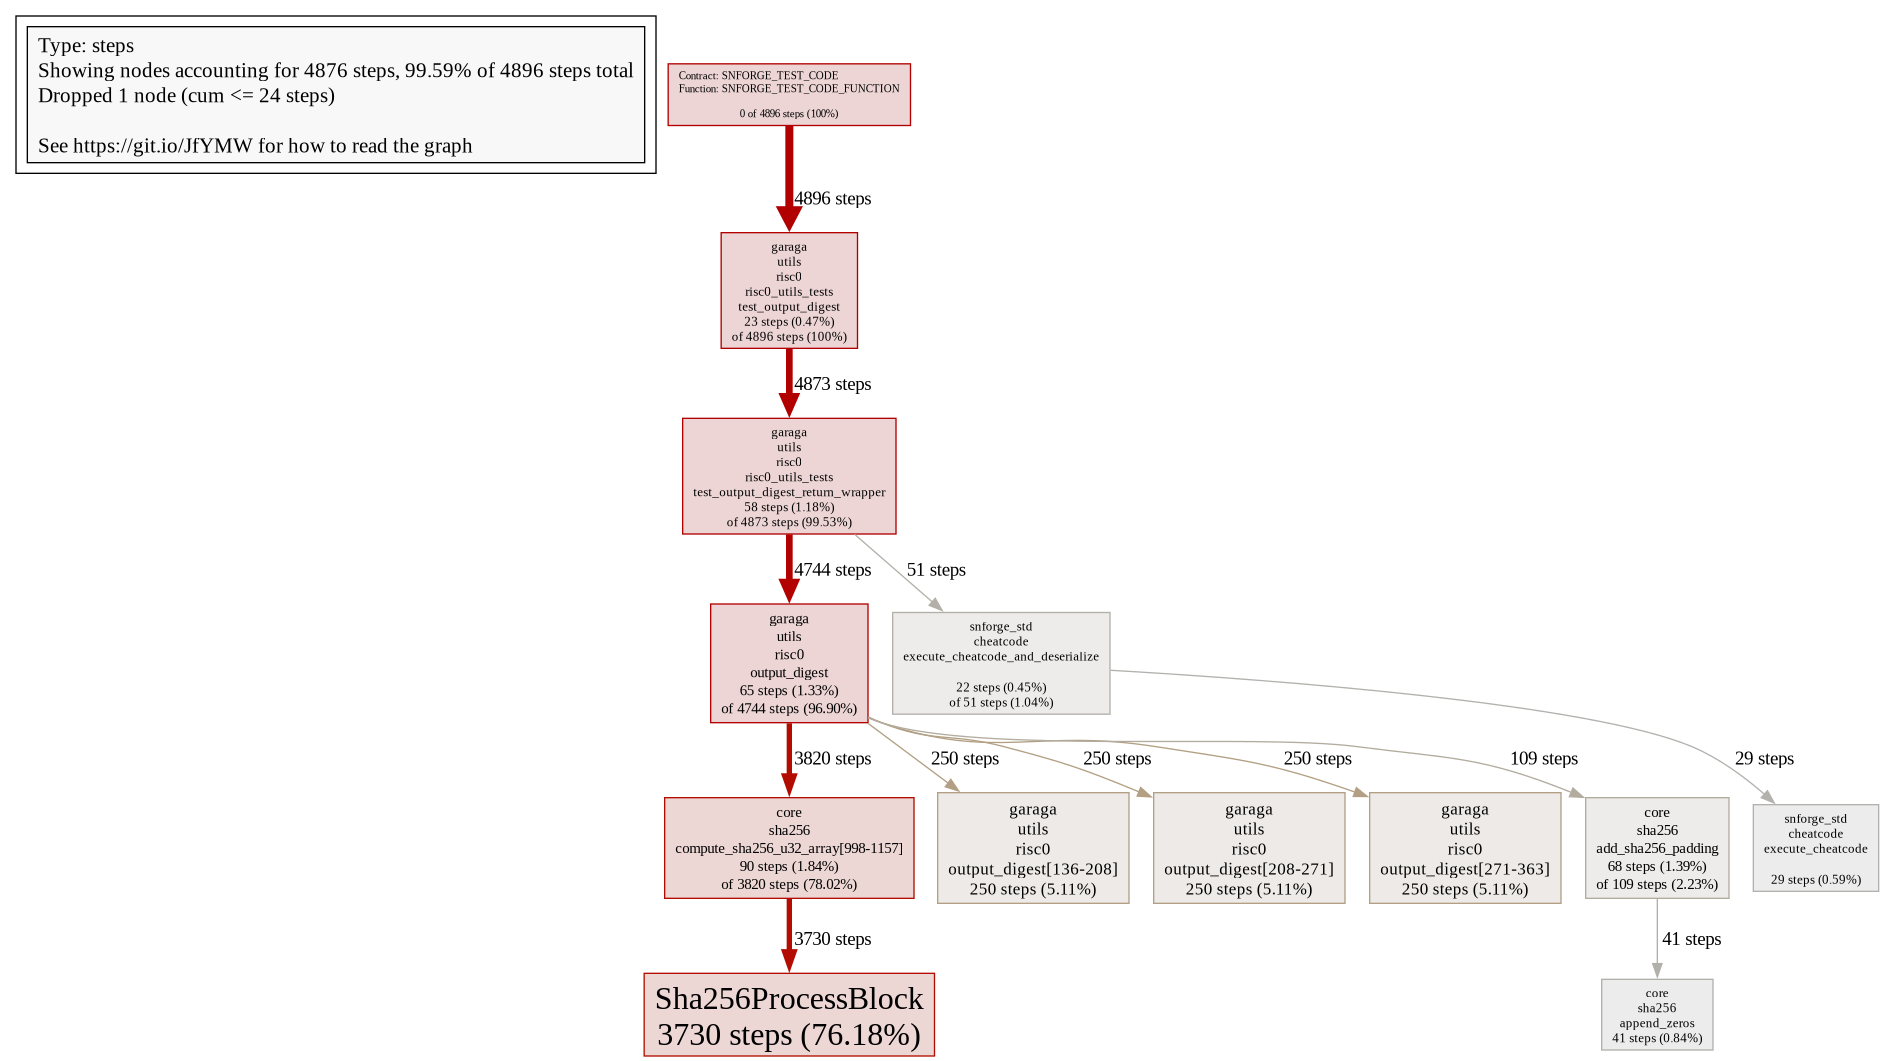 Type: steps
Showing nodes accounting for 4876 steps, 99.59% of 4896 steps total
Dropped 1 node (cum <= 24 steps)
See https://git.io/JfYMW for how to read the graph
Contract: SNFORGE_TEST_CODE
Function: SNFORGE_TEST_CODE_FUNCTION
0 of 4896 steps (100%)
4896 steps
garaga
utils
risc0
risc0_utils_tests
test_output_digest
23 steps (0.47%)
of 4896 steps (100%)
4873 steps
garaga
utils
risc0
risc0_utils_tests
test_output_digest_return_wrapper
58 steps (1.18%)
of 4873 steps (99.53%)
4744 steps
51 steps
garaga
utils
risc0
output_digest
65 steps (1.33%)
of 4744 steps (96.90%)
snforge_std
cheatcode
execute_cheatcode_and_deserialize
22 steps (0.45%)
of 51 steps (1.04%)
3820 steps
250 steps
250 steps
250 steps
109 steps
29 steps
core
sha256
compute_sha256_u32_array[998-1157]
90 steps (1.84%)
of 3820 steps (78.02%)
garaga
utils
risc0
output_digest[136-208]
250 steps (5.11%)
garaga
utils
risc0
output_digest[208-271]
250 steps (5.11%)
garaga
utils
risc0
output_digest[271-363]
250 steps (5.11%)
core
sha256
add_sha256_padding
68 steps (1.39%)
of 109 steps (2.23%)
snforge_std
cheatcode
execute_cheatcode
29 steps (0.59%)
3730 steps
41 steps
Sha256ProcessBlock
3730 steps (76.18%)
core
sha256
append_zeros
41 steps (0.84%)